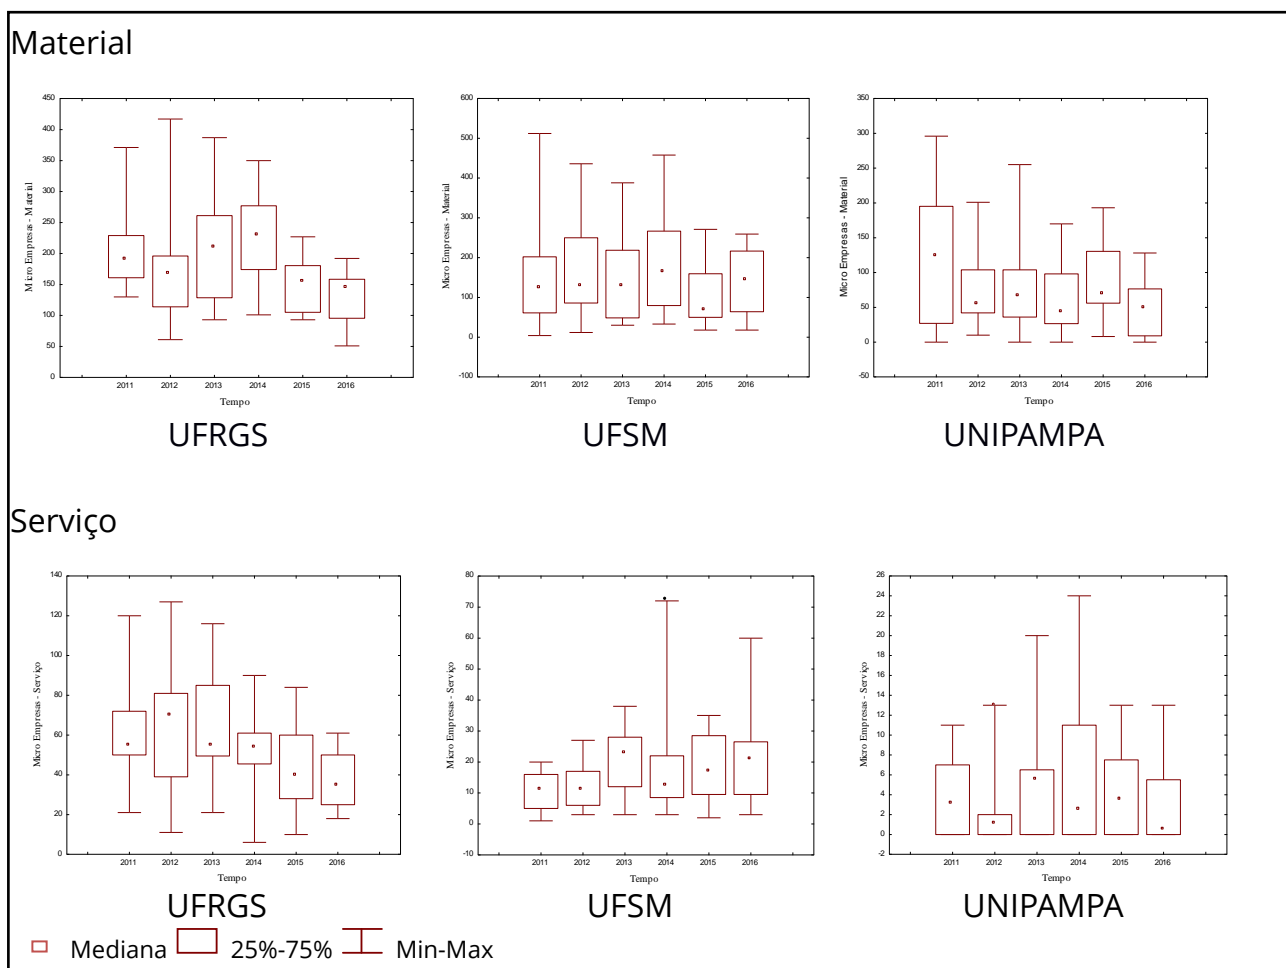 Material
450
400
350
300
250
200
150
100
50
0
Micro Empresas - Material
2011 2012 2013 2014 2015 2016
Tempo
UFRGS
600
500
400
300
200
100
0
-100
Micro Empresas - Material
2011 2012 2013 2014 2015 2016
Tempo
UFSM
350
300
250
200
150
100
50
0
-50
Micro Empresas - Material
2011 2012 2013 2014 2015 2016
Tempo
UNIPAMPA
Serviço
140
120
100
80
60
40
20
0
Micro Empresas - Serviço
2011 2012 2013 2014 2015 2016
Tempo
UFRGS
80
70
60
50
40
30
20
10
0
-10
Micro Empresas - Serviço
2011 2012 2013 2014 2015 2016
Tempo
UFSM
26
24
22
20
18
16
14
12
10
8
6
4
2
0
-2
Micro Empresas - Serviço
2011 2012 2013 2014 2015 2016
Tempo
UNIPAMPA
Mediana 25%-75% Min-Max